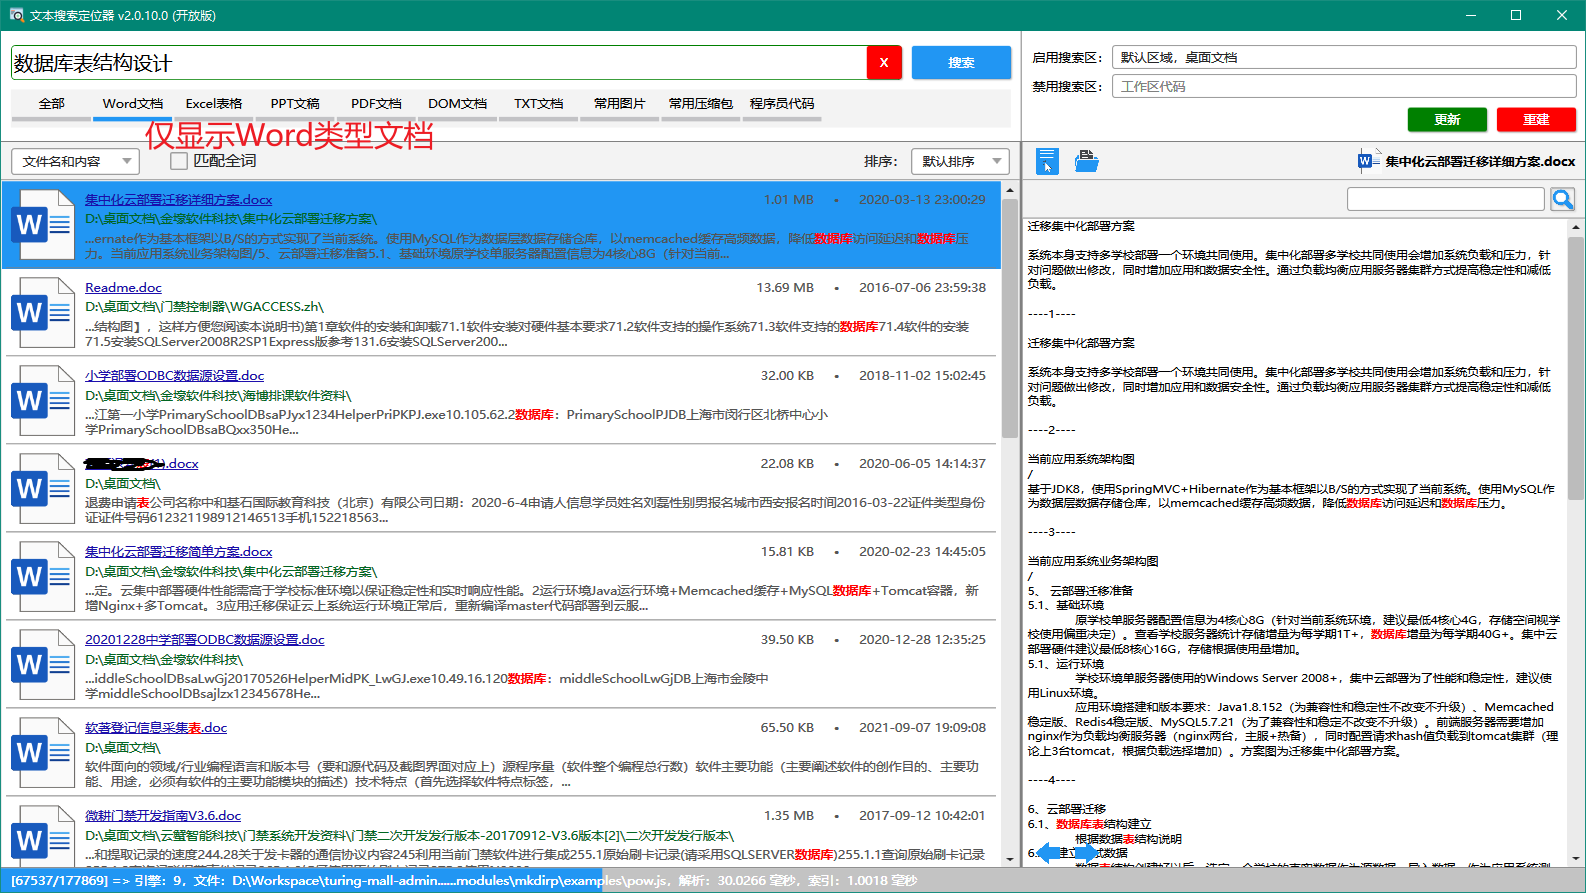 文本搜索定位器 v2.0.10.0 (开放版)
数据库表结构设计
X
搜索
启用搜索区：
默认区域，桌面文档
禁用搜索区：
工作区代码
更新
重建
全部
Word文档
Excel表格
PPT文稿
PDF文档
DOM文档
TXT文档
常用图片
常用压缩包
程序员代码
仅显示Word类型文档
文件名和内容
匹配全词
排序：
默认排序
集中化云部署迁移详细方案.docx
集中化云部署迁移详细方案.docx
1.01 MB • 2020-03-13 23:00:29
D:\桌面文档\金壕软件科技\集中化云部署迁移方案\
...ernate作为基本框架以B/S的方式实现了当前系统。使用MySQL作为数据层数据存储仓库，以memcached缓存高频数据，降低数据库访问延迟和数据库压
力。当前应用系统业务架构图/5、云部署迁移准备5.1、基础环境原学校单服务器配置信息为4核心8G（针对当前...
Readme.doc
13.69 MB • 2016-07-06 23:59:38
D:\桌面文档\门禁控制器\WGACCESS.zh\
...结构图】，这样方便您阅读本说明书)第1章软件的安装和卸载71.1软件安装对硬件基本要求71.2软件支持的操作系统71.3软件支持的数据库71.4软件的安装
71.5安装SQLServer2008R2SP1Express版参考131.6安装SQLServer200...
小学部署ODBC数据源设置.doc
32.00 KB • 2018-11-02 15:02:45
D:\桌面文档\金壕软件科技\海博排课软件资料\
...江第一小学PrimarySchoolDBsaPJyx1234HelperPriPKPJ.exe10.105.62.2数据库：PrimarySchoolPJDB上海市闵行区北桥中心小
学PrimarySchoolDBsaBQxx350He...
.docx
22.08 KB • 2020-06-05 14:14:37
D:\桌面文档\
退费申请表公司名称中和基石国际教育科技（北京）有限公司日期：2020-6-4申请人信息学员姓名刘磊性别男报名城市西安报名时间2016-03-22证件类型身份
证证件号码612321198912146513手机152218563...
集中化云部署迁移简单方案.docx
15.81 KB • 2020-02-23 14:45:05
D:\桌面文档\金壕软件科技\集中化云部署迁移方案\
...定。云集中部署硬件性能需高于学校标准环境以保证稳定性和实时响应性能。2运行环境Java运行环境+Memcached缓存+MySQL数据库+Tomcat容器，新
增Nginx+多Tomcat。3应用迁移保证云上系统运行环境正常后，重新编译master代码部署到云服...
20201228中学部署ODBC数据源设置.doc
39.50 KB • 2020-12-28 12:35:25
D:\桌面文档\金壕软件科技\
...iddleSchoolDBsaLwGj20170526HelperMidPK_LwGJ.exe10.49.16.120数据库：middleSchoolLwGjDB上海市金陵中
学middleSchoolDBsajlzx12345678He...
软著登记信息采集表.doc
65.50 KB • 2021-09-07 19:09:08
D:\桌面文档\
软件面向的领域/行业编程语言和版本号（要和源代码及截图界面对应上）源程序量（软件整个编程总行数）软件主要功能（主要阐述软件的创作目的、主要功
能、用途，必须有软件的主要功能模块的描述）技术特点（首先选择软件特点标签，...
微耕门禁开发指南V3.6.doc
1.35 MB • 2017-09-12 10:42:01
D:\桌面文档\云蠶智能科技\门禁系统开发资料\门禁二次开发发行版本-20170912-V3.6版本[2]\二次开发发行版本\
...和提取记录的速度244.28关于发卡器的通信协议内容245利用当前门禁软件进行集成255.1原始刷卡记录(请采用SQLSERVER数据库)255.1.1查询原始刷卡记录
迁移集中化部署方案
系统本身支持多学校部署一个环境共同使用。集中化部署多学校共同使用会增加系统负载和压力，针
对问题做出修改，同时增加应用和数据安全性。通过负载均衡应用服务器集群方式提高稳定性和减低
负载。
----1----
迁移集中化部署方案
系统本身支持多学校部署一个环境共同使用。集中化部署多学校共同使用会增加系统负载和压力，针
对问题做出修改，同时增加应用和数据安全性。通过负载均衡应用服务器集群方式提高稳定性和减低
负载。
----2----
当前应用系统架构图
/
基于JDK8，使用SpringMVC+Hibernate作为基本框架以B/S的方式实现了当前系统。使用MySQL作
为数据层数据存储仓库，以memcached缓存高频数据，降低数据库访问延迟和数据库压力。
----3----
当前应用系统业务架构图
/
5、 云部署迁移准备
5.1、基础环境
原学校单服务器配置信息为4核心8G（针对当前系统环境，建议最低4核心4G，存储空间视学
校使用偏重决定）。查看学校服务器统计存储增量为每学期1T+，数据库增量为每学期40G+。集中云
部署硬件建议最低8核心16G，存储根据使用量增加。
5.1、运行环境
学校环境单服务器使用的Windows Server 2008+，集中云部署为了性能和稳定性，建议使
用Linux环境。
应用环境搭建和版本要求：Java1.8.152（为兼容性和稳定性不改变不升级）、Memcached
稳定版、Redis4稳定版、MySQL5.7.21（为了兼容性和稳定不改变不升级）。前端服务器需要增加
nginx作为负载均衡服务器（nginx两台，主服+热备），同时配置请求hash值负载到tomcat集群（理
论上3台tomcat，根据负载选择增加）。方案图为迁移集中化部署方案。
----4----
6、云部署迁移
6.1、数据库表结构建立
根据数据表结构说明
建立 式数据
[67537/177869] => 引擎：9，文件：D:\Workspace\turing-mall-admin......modules\mkdirp\examples\pow.js，解析：30.0266 毫秒，索引：1.0018 毫秒